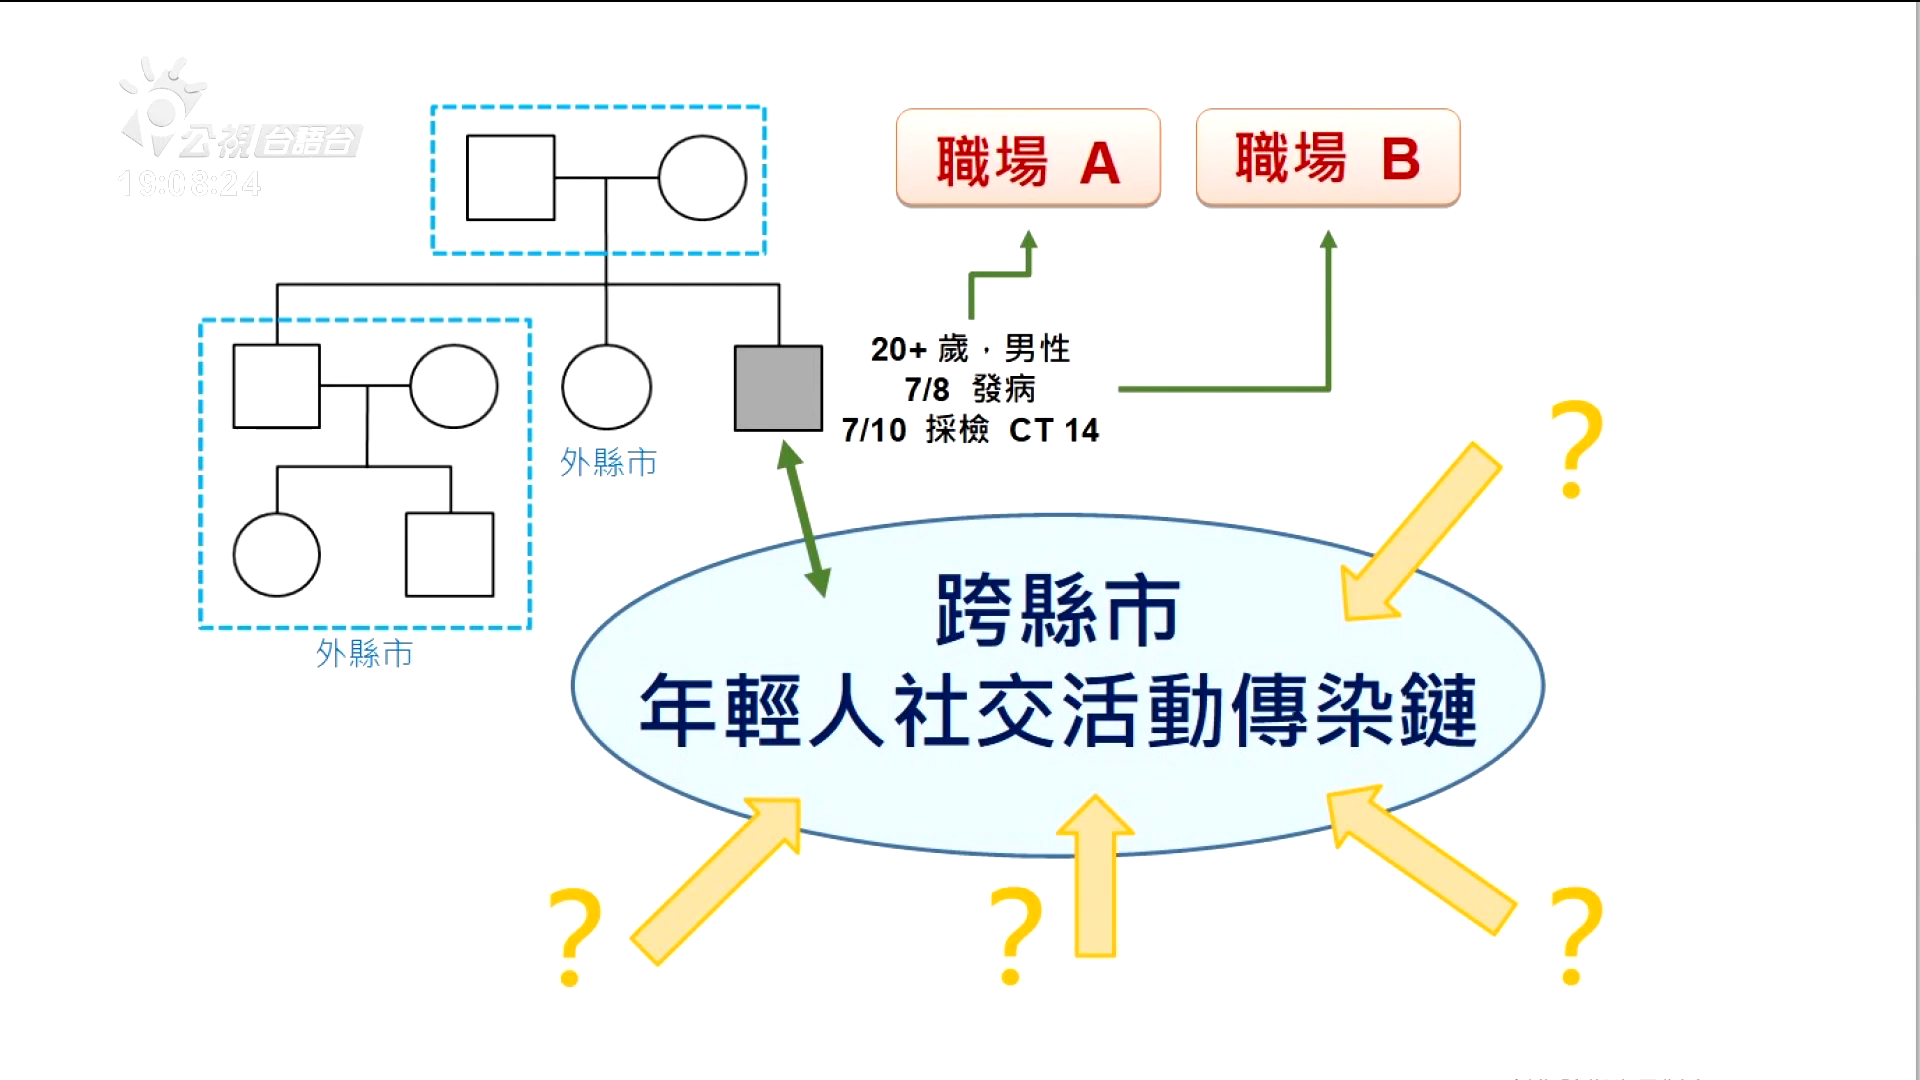 公視台語台
19:08:24
職場 A
職場 B
20+ 歲，男性
7/8 發病
7/10 採檢 CT 14
外縣市
外縣市
跨縣市
年輕人社交活動傳染鏈
?
?
?
?